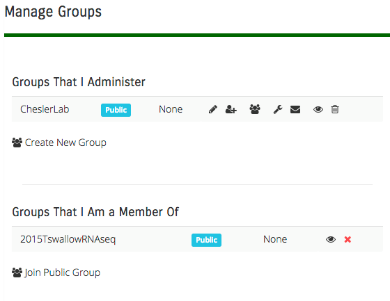 Manage Groups
Groups That I Administer
CheslerLab Public None
Create New Group
Groups That I Am a Member Of
2015TswallowRNAseq Public None
Join Public Group